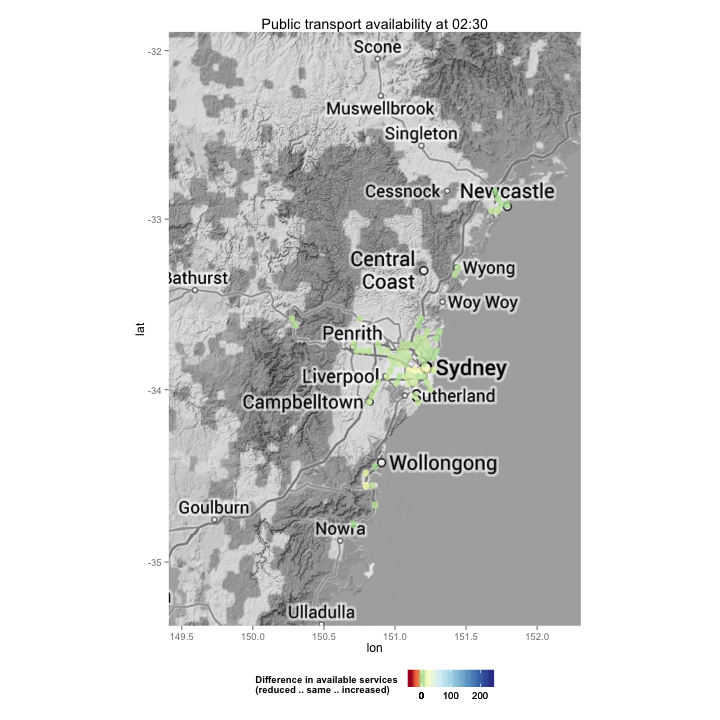 Public transport availability at 02:30
Scone
Muswellbrook
Singleton
Cessnock
Newcastle
Central
Coast
Wyong
Bathurst
Woy Woy
Penrith
Sydney
Liverpool
Campbelltown
Sutherland
Wollongong
Goulburn
Nowra
Ulladulla
-32
-33
-34
-35
lat
149.5 150.0 150.5 151.0 151.5 152.0
lon
Difference in available services
(reduced .. same .. increased)
0 100 200